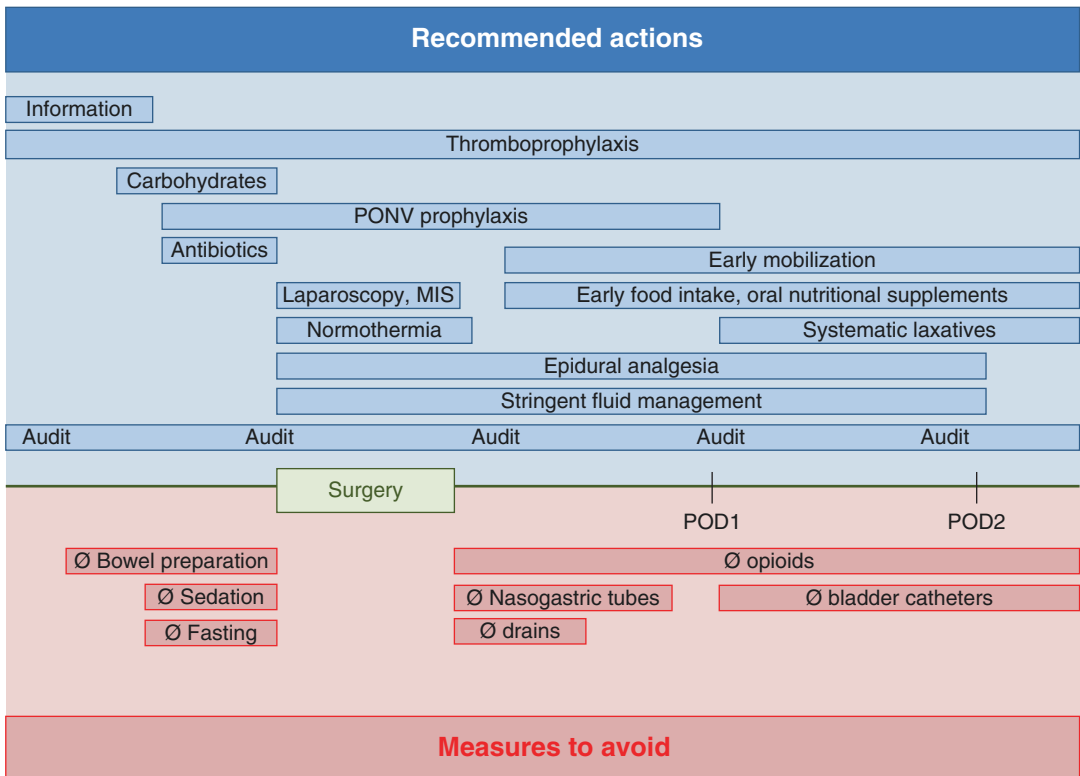 Recommended actions
Information
Thromboprophylaxis
Carbohydrates
PONV prophylaxis
Antibiotics
Early mobilization
Laparoscopy, MIS
Early food intake, oral nutritional supplements
Normothermia
Systematic laxatives
Epidural analgesia
Stringent fluid management
Audit Audit Audit Audit Audit
Surgery
POD1 POD2
Ø Bowel preparation
Ø opioids
Ø Sedation
Ø Nasogastric tubes
Ø bladder catheters
Ø Fasting
Ø drains
Measures to avoid